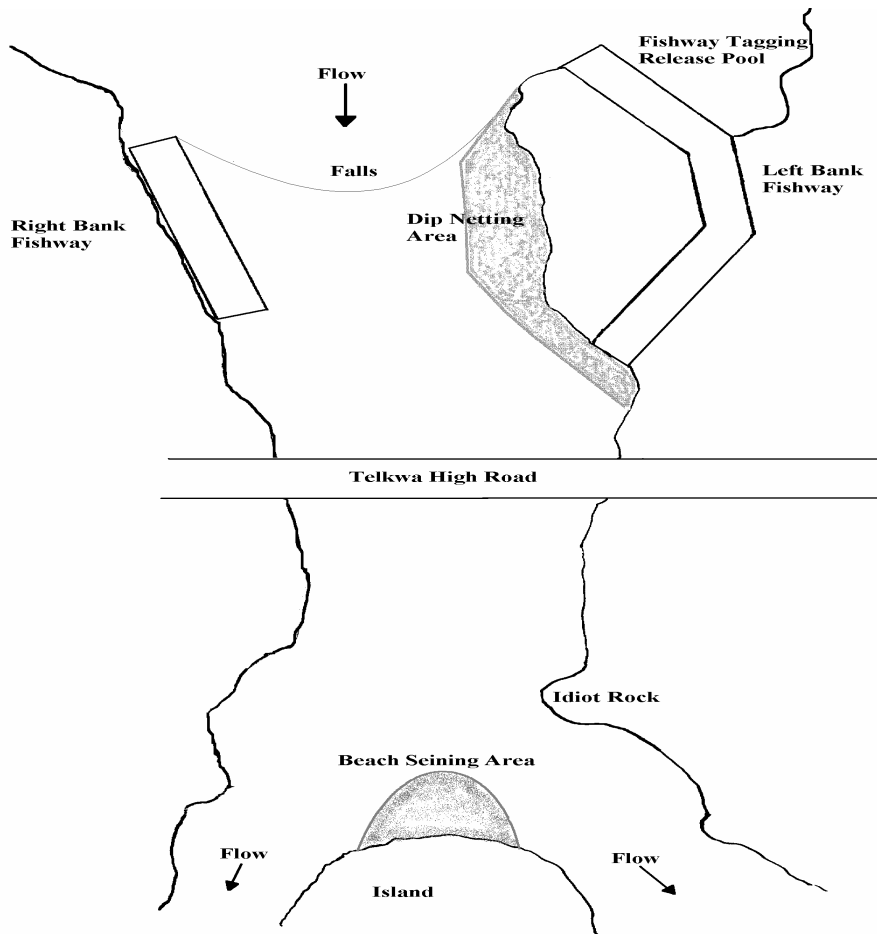 Fishway Tagging
Release Pool
Flow
Falls
Left Bank
Fishway
Dip Netting
Area
Right Bank
Fishway
Telkwa High Road
Idiot Rock
Beach Seining Area
Flow
Flow
Island